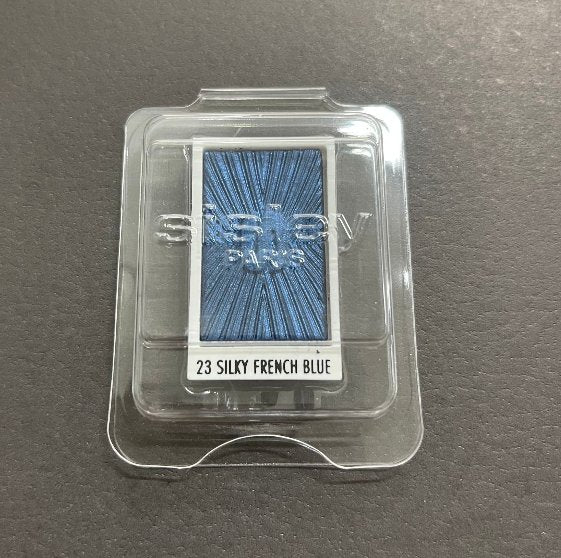 sisley
PARIS
23 SILKY FRENCH BLUE